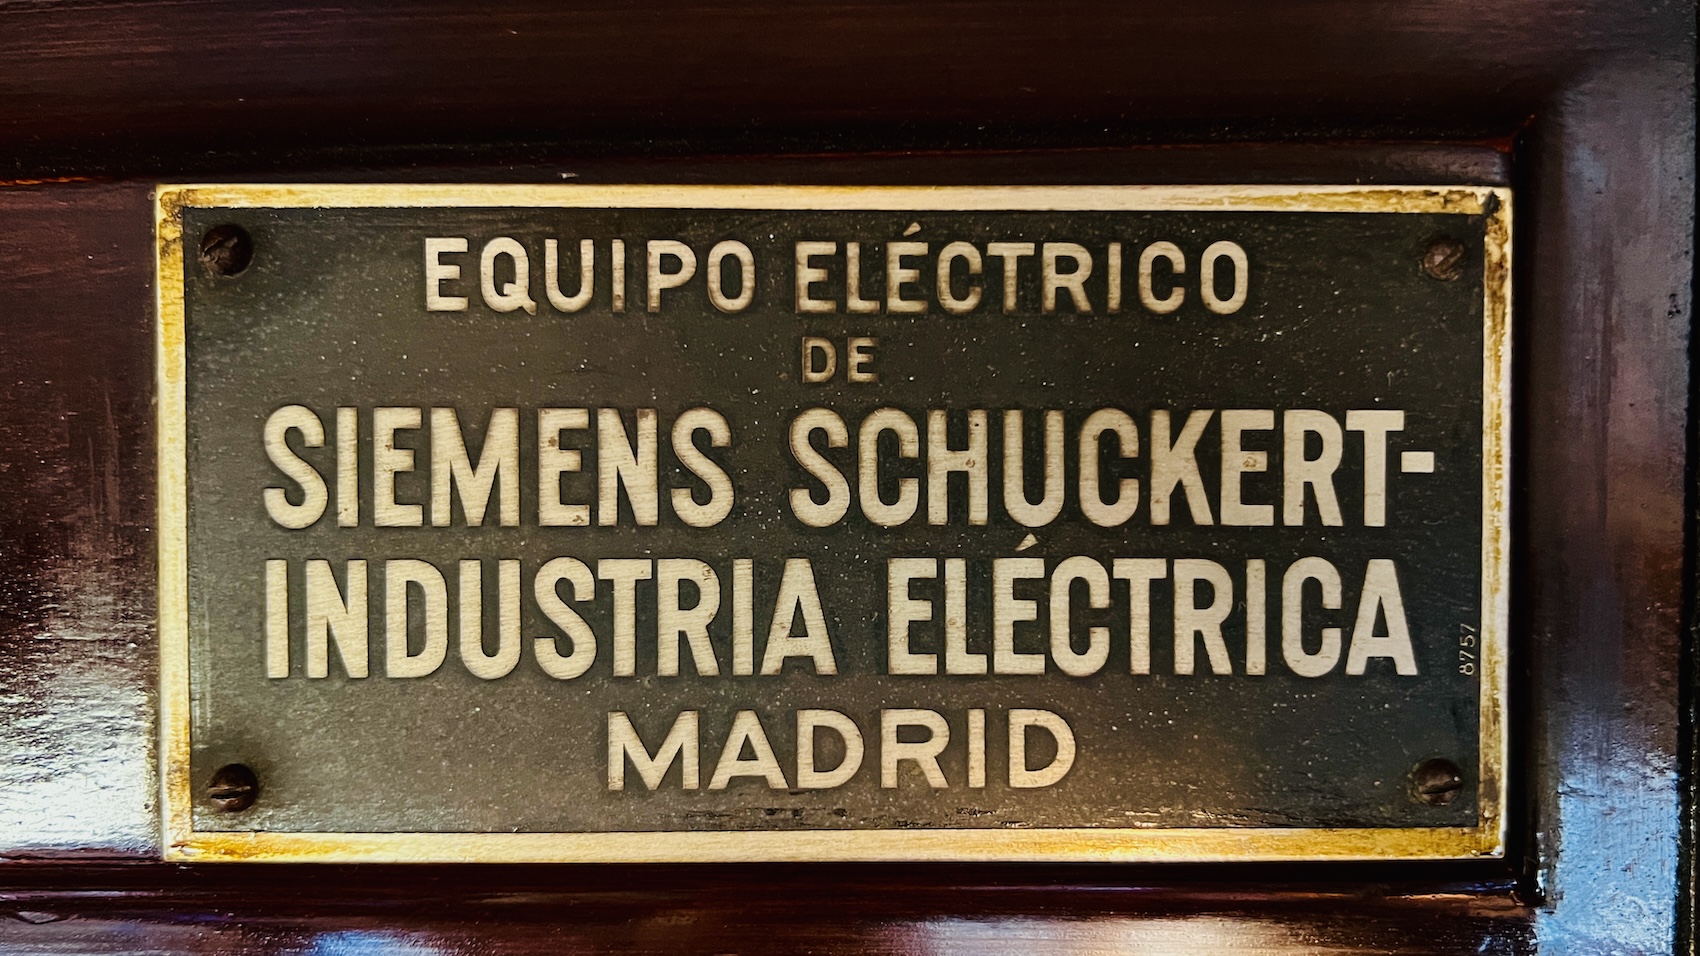 EQUIPO ELÉCTRICO
DE
SIEMENS SCHUCKERT-
INDUSTRIA ELÉCTRICA
MADRID
8757